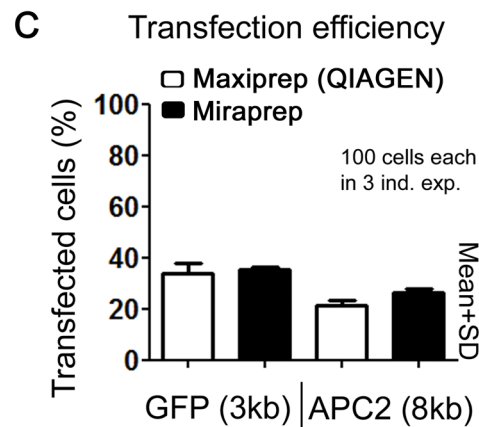 C
Transfection efficiency
Maxiprep (QIAGEN)
Miraprep
Transfected cells (%)
100
80
60
40
20
0
100 cells each
in 3 ind. exp.
Mean+SD
GFP (3kb) | APC2 (8kb)